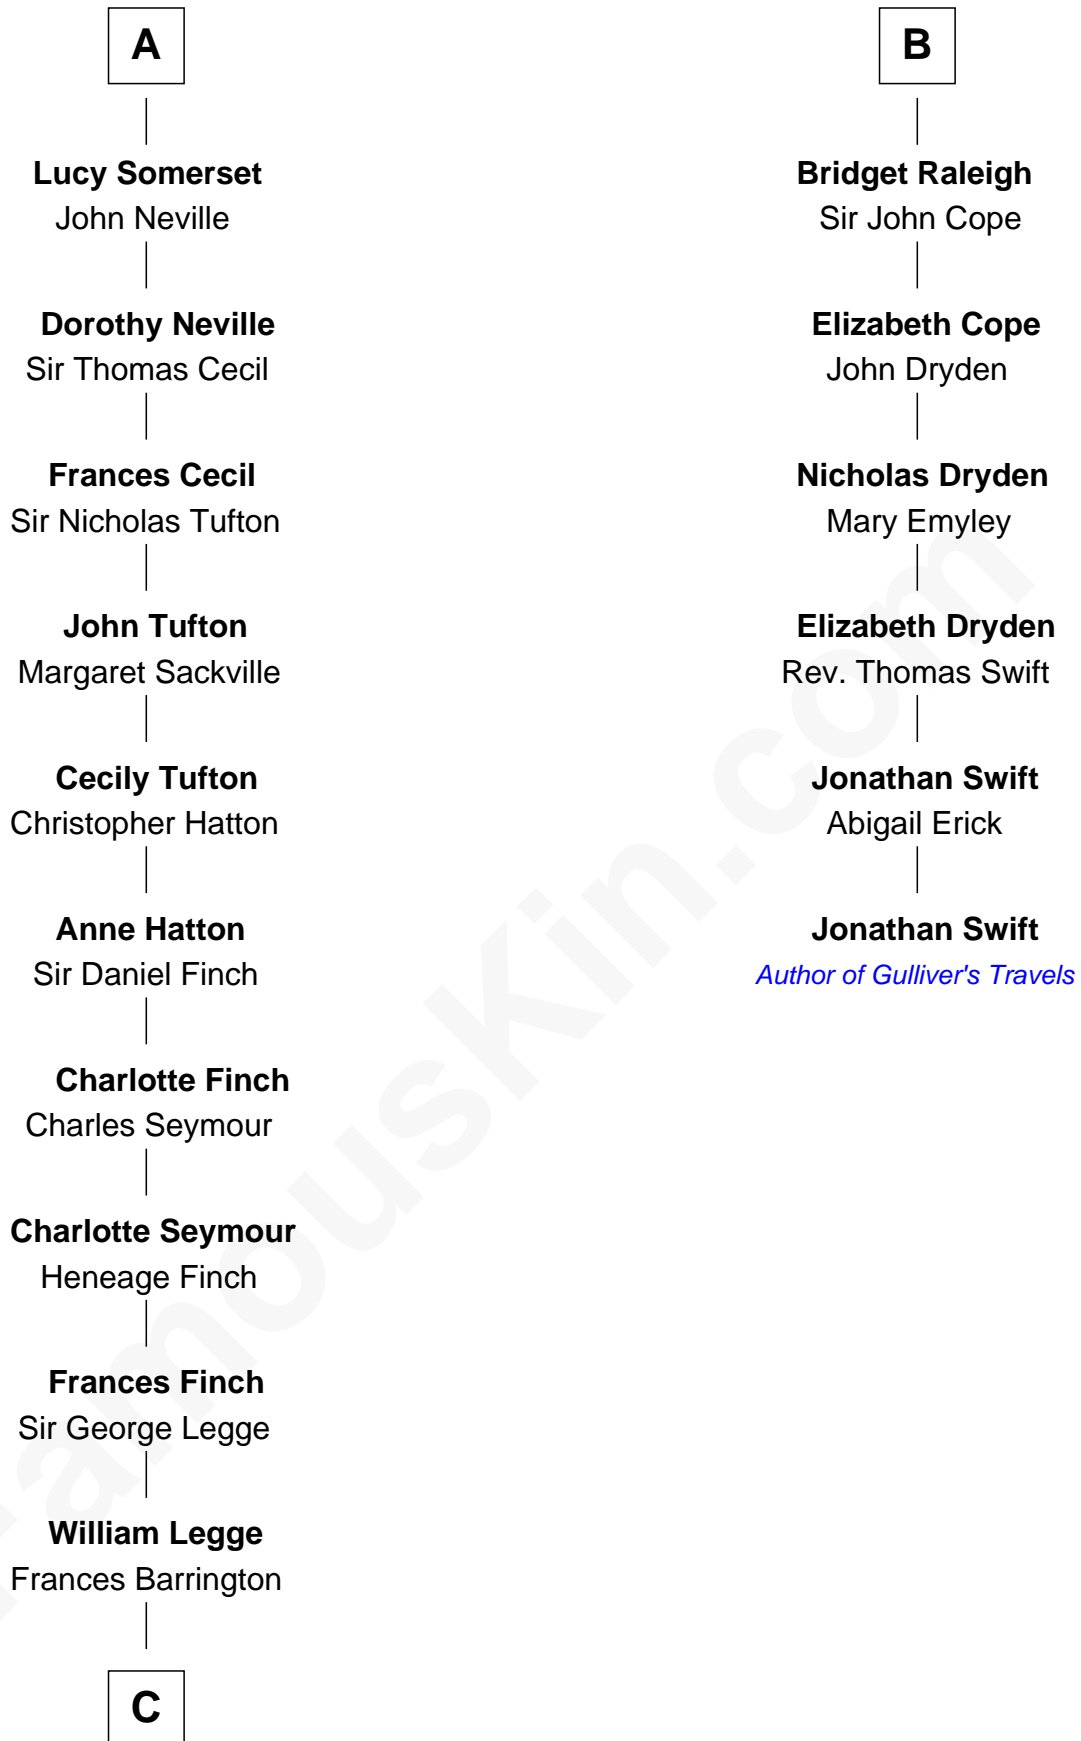 A
Lucy Somerset
John Neville
Dorothy Neville
Sir Thomas Cecil
Frances Cecil
Sir Nicholas Tufton
John Tufton
Margaret Sackville
Cecily Tufton
Christopher Hatton
Anne Hatton
Sir Daniel Finch
Charlotte Finch
Charles Seymour
Charlotte Seymour
Heneage Finch
Frances Finch
Sir George Legge
William Legge
Frances Barrington
C
B
Bridget Raleigh
Sir John Cope
Elizabeth Cope
John Dryden
Nicholas Dryden
Mary Emyley
Elizabeth Dryden
Rev. Thomas Swift
Jonathan Swift
Abigail Erick
Jonathan Swift
Author of Gulliver's Travels
FamousKin.com